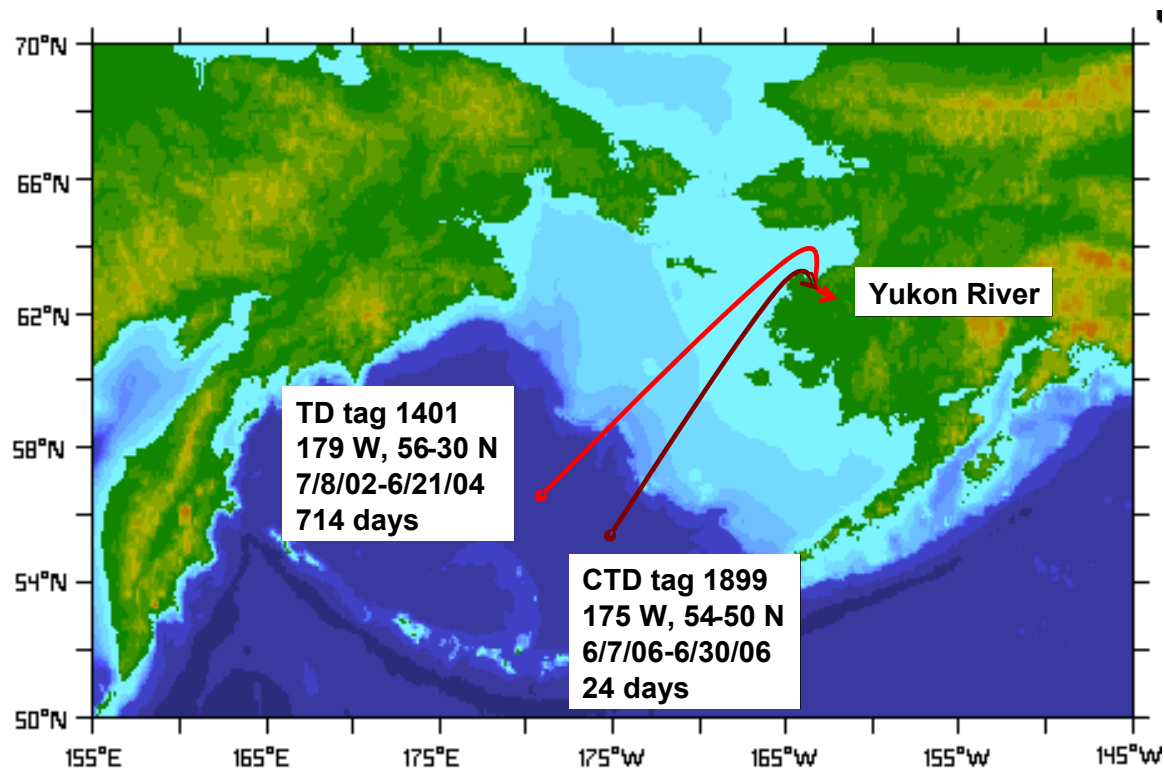 70°N
66°N
62°N
58°N
54°N
50°N
Yukon River
TD tag 1401
179 W, 56-30 N
7/8/02-6/21/04
714 days
CTD tag 1899
175 W, 54-50 N
6/7/06-6/30/06
24 days
155°E 165°E 175°E 175°W 165°W 155°W 145°W